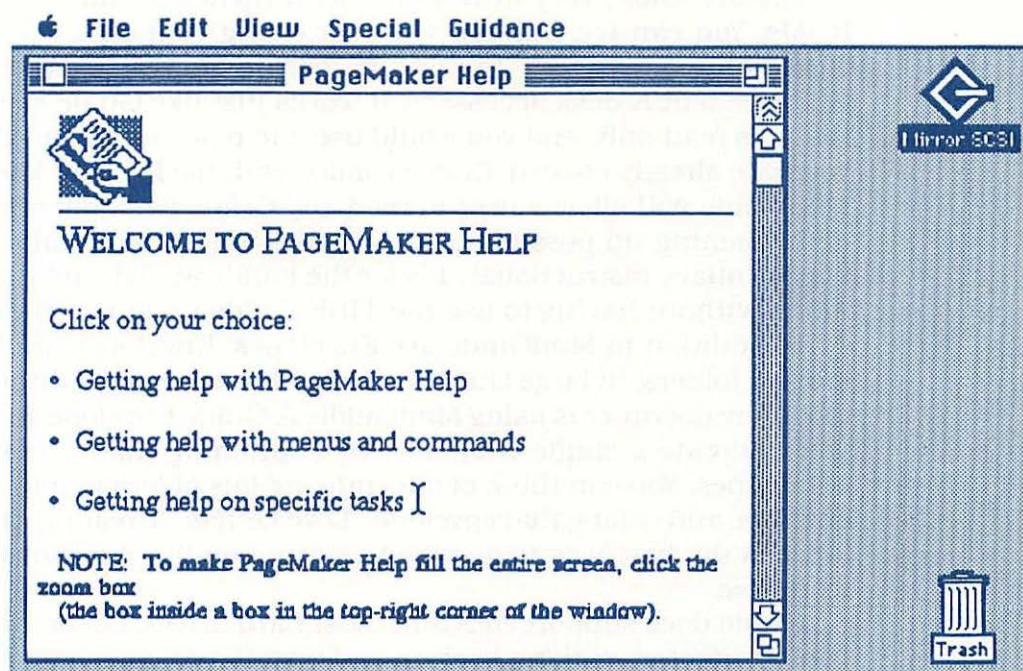 File Edit View Special Guidance
PageMaker Help
Mirror SCSI
WELCOME TO PAGEMAKER HELP
Click on your choice:
• Getting help with PageMaker Help
• Getting help with menus and commands
• Getting help on specific tasks
NOTE: To make PageMaker Help fill the entire screen, click the
zoom box
(the box inside a box in the top-right corner of the window).
Trash